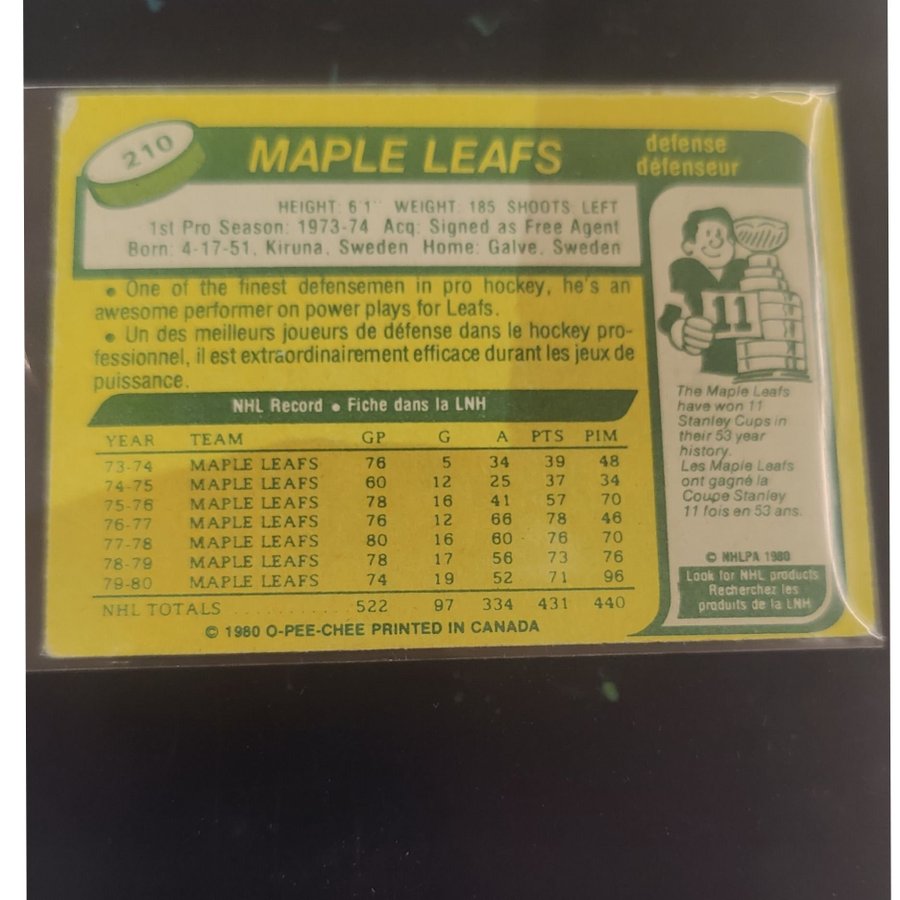 210
MAPLE LEAFS
defense
défenseur
HEIGHT: 6'1" WEIGHT: 185 SHOOTS: LEFT
1st Pro Season: 1973-74 Acq: Signed as Free Agent
Born: 4-17-51, Kiruna, Sweden Home: Galve, Sweden
• One of the finest defensemen in pro hockey, he's an
awesome performer on power plays for Leafs.
• Un des meilleurs joueurs de défense dans le hockey pro-
fessionnel, il est extraordinairement efficace durant les jeux de
puissance.
NHL Record • Fiche dans la LNH
YEAR TEAM GP G A PTS PIM
73-74 MAPLE LEAFS 76 5 34 39 48
74-75 MAPLE LEAFS 60 12 25 37 34
75-76 MAPLE LEAFS 78 16 41 57 70
76-77 MAPLE LEAFS 76 12 66 78 46
77-78 MAPLE LEAFS 80 16 60 76 70
78-79 MAPLE LEAFS 78 17 56 73 76
79-80 MAPLE LEAFS 74 19 52 71 96
NHL TOTALS ............ 522 97 334 431 440
© 1980 O-PEE-CHEE PRINTED IN CANADA
11
The Maple Leafs
have won 11
Stanley Cups in
their 53 year
history.
Les Maple Leafs
ont gagné la
Coupe Stanley
11 fois en 53 ans.
© NHLPA 1980
Look for NHL products
Recherchez les
produits de la LNH